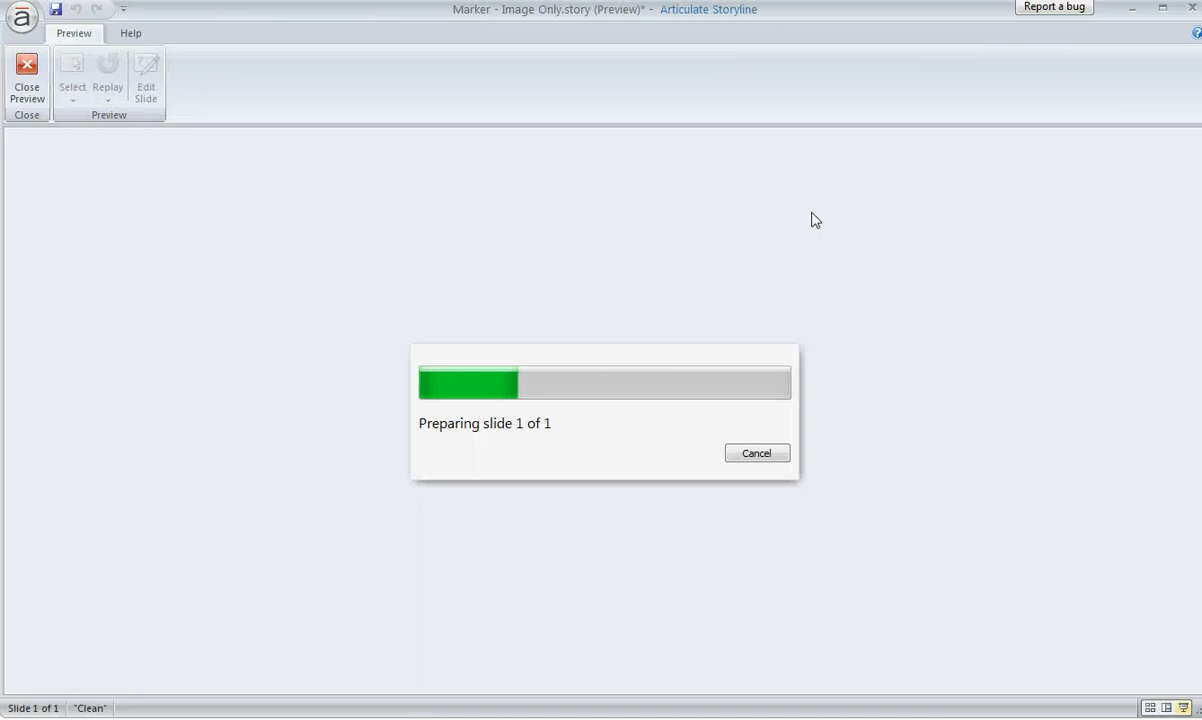 Marker - Image Only.story (Preview)* - Articulate Storyline
Report a bug
Preview Help
Close Preview
Select
Replay
Edit Slide
Close
Preview
Preparing slide 1 of 1
Cancel
Slide 1 of 1
"Clean"